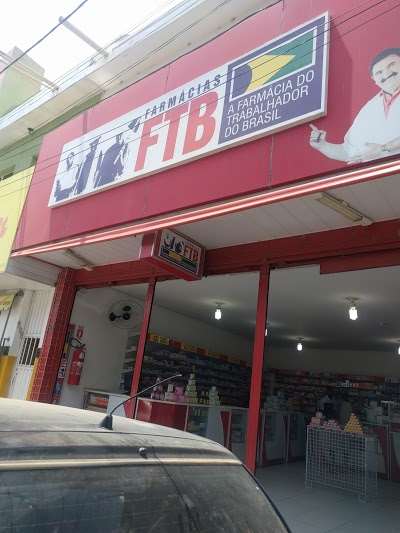 FARMÁCIAS
FTB
A FARMÁCIA DO
TRABALHADOR
DO BRASIL
FTB